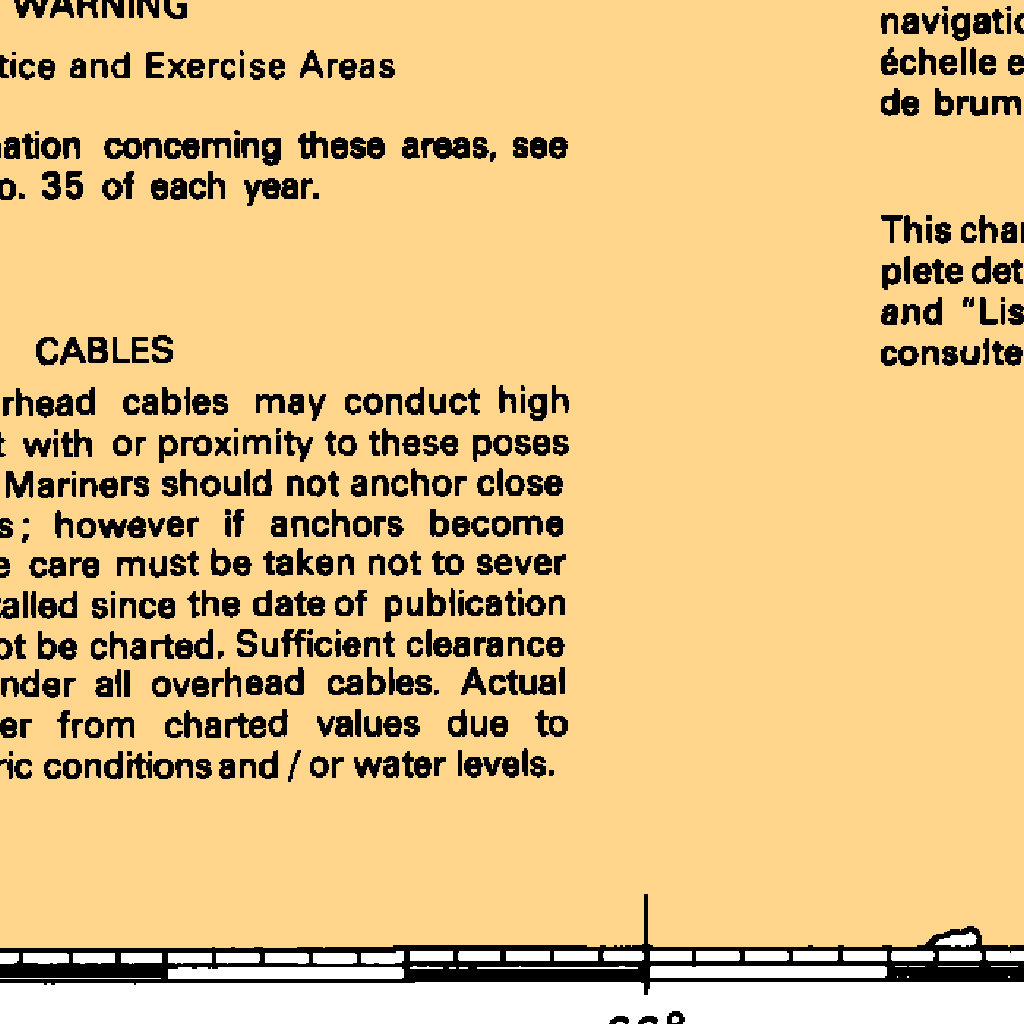 WARNING
tice and Exercise Areas
ation concerning these areas, see
o. 35 of each year.
CABLES
rhead cables may conduct high
t with or proximity to these poses
Mariners should not anchor close
s; however if anchors become
e care must be taken not to sever
talled since the date of publication
ot be charted. Sufficient clearance
nder all overhead cables. Actual
er from charted values due to
ric conditions and / or water levels.
navigatio
échelle e
de brum
This char
plete det
and "Lis
consulte